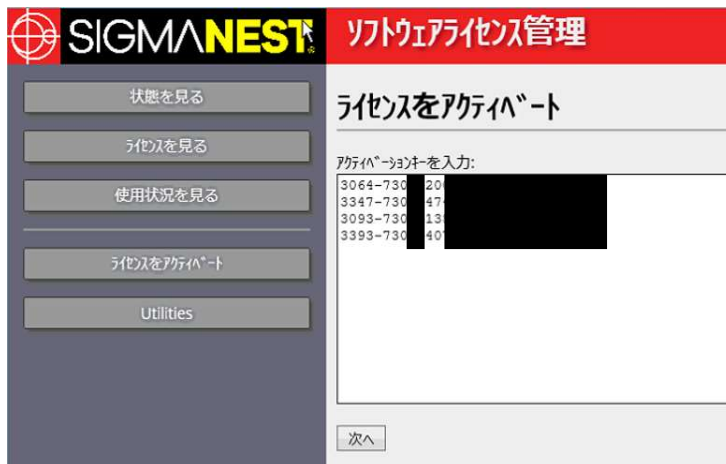 SIGMANEST
ソフトウェアライセンス管理
状態を見る
ライセンスを見る
使用状況を見る
ライセンスをアクティベート
Utilities
ライセンスをアクティベート
アクティベーションキーを入力:
3064-730 20
3347-730 47
3093-730 13
3393-730 40
次へ